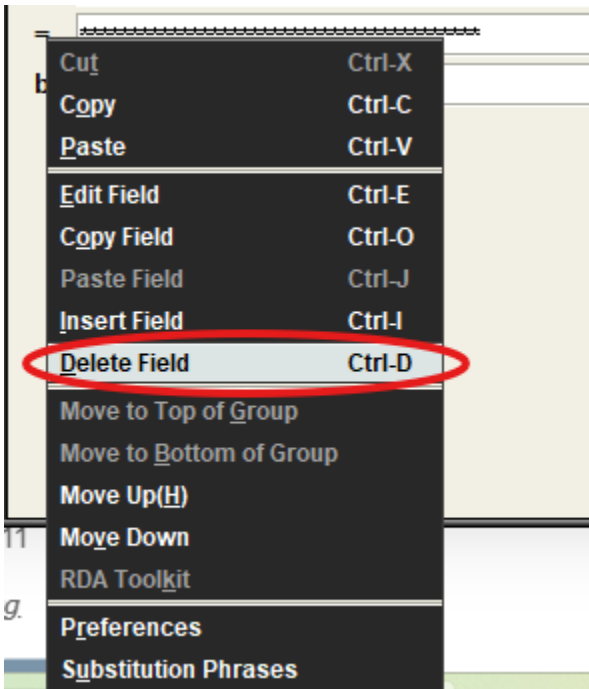 =
b
Cut Ctrl-X
Copy Ctrl-C
Paste Ctrl-V
Edit Field Ctrl-E
Copy Field Ctrl-O
Paste Field Ctrl-J
Insert Field Ctrl-I
Delete Field Ctrl-D
Move to Top of Group
Move to Bottom of Group
Move Up(H)
11
Move Down
RDA Toolkit
g.
Preferences
Substitution Phrases